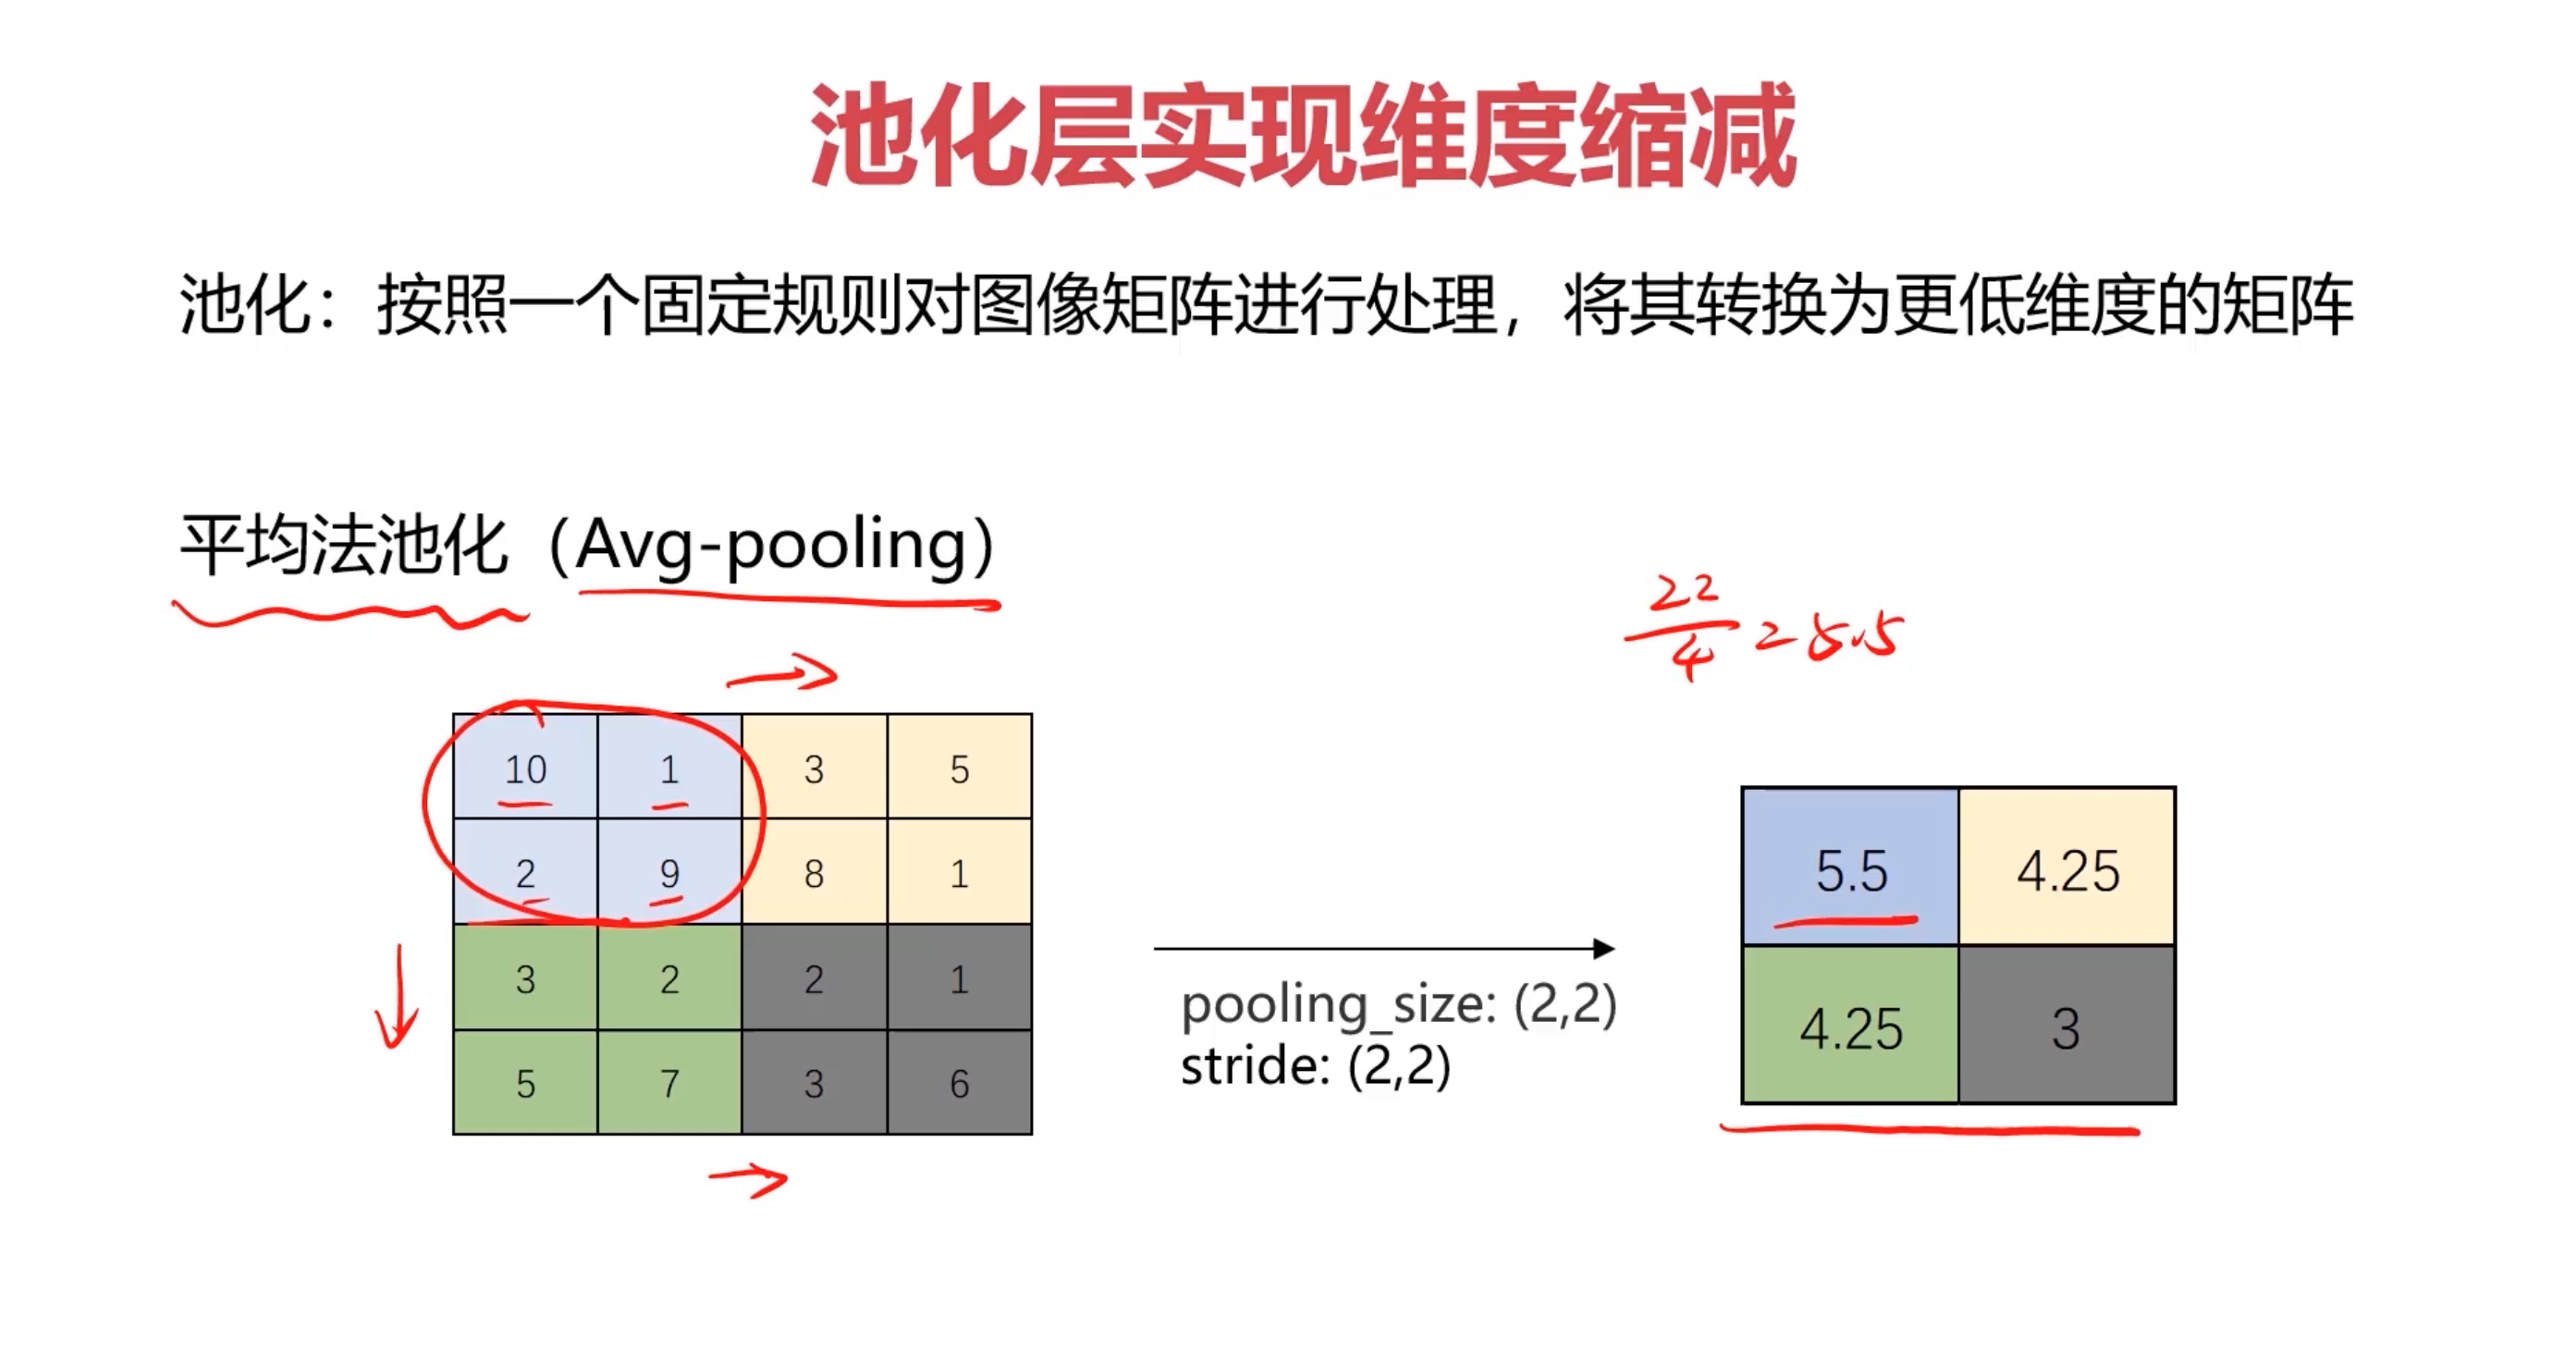 池化层实现维度缩减
池化：按照一个固定规则对图像矩阵进行处理，将其转换为更低维度的矩阵
平均法池化（Avg-pooling）
22
4
=5.5
10 1 3 5
2 9 8 1
3 2 2 1
5 7 3 6
pooling_size: (2,2)
stride: (2,2)
5.5 4.25
4.25 3